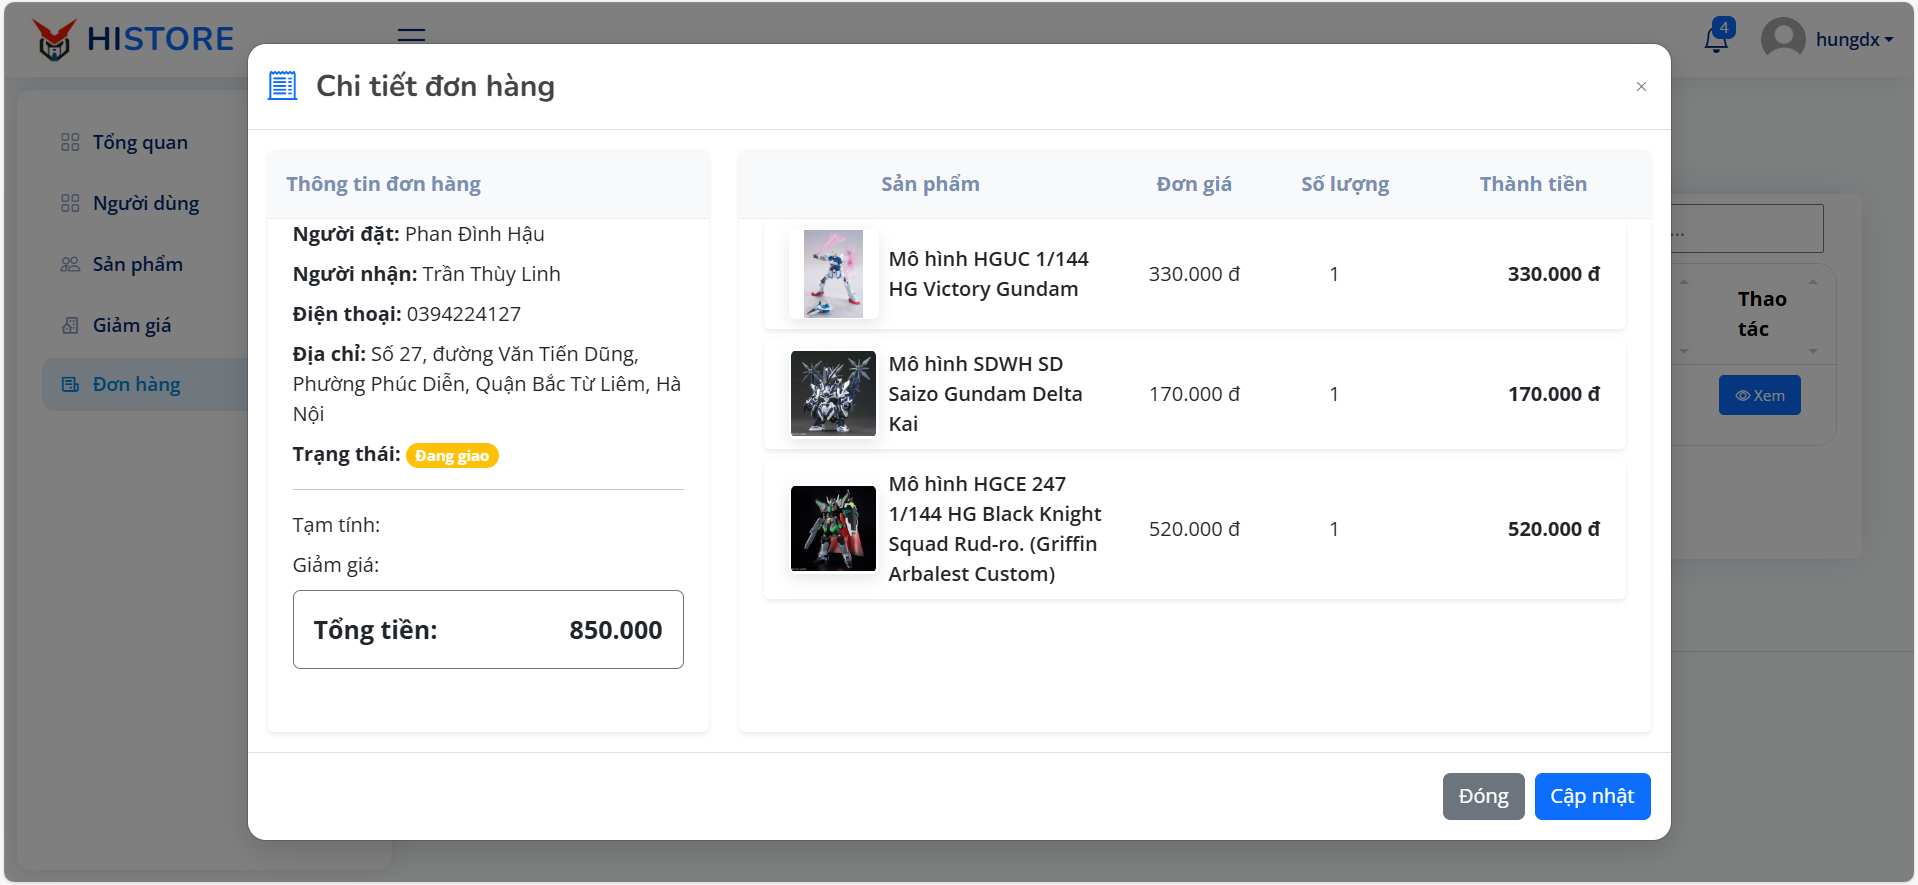 HISTORE
4
hungdx
Tổng quan
Người dùng
Sản phẩm
Giảm giá
Đơn hàng
Chi tiết đơn hàng
×
Thông tin đơn hàng
Người đặt: Phan Đình Hậu
Người nhận: Trần Thùy Linh
Điện thoại: 0394224127
Địa chỉ: Số 27, đường Văn Tiến Dũng,
Phường Phúc Diễn, Quận Bắc Từ Liêm, Hà
Nội
Trạng thái: Đang giao
Tạm tính:
Giảm giá:
Tổng tiền: 850.000
Sản phẩm Đơn giá Số lượng Thành tiền
Mô hình HGUC 1/144
HG Victory Gundam
330.000 đ 1 330.000 đ
Mô hình SDWH SD
Saizo Gundam Delta
Kai
170.000 đ 1 170.000 đ
Mô hình HGCE 247
1/144 HG Black Knight
Squad Rud-ro. (Griffin
Arbalest Custom)
520.000 đ 1 520.000 đ
...
Thao
tác
Xem
Đóng
Cập nhật